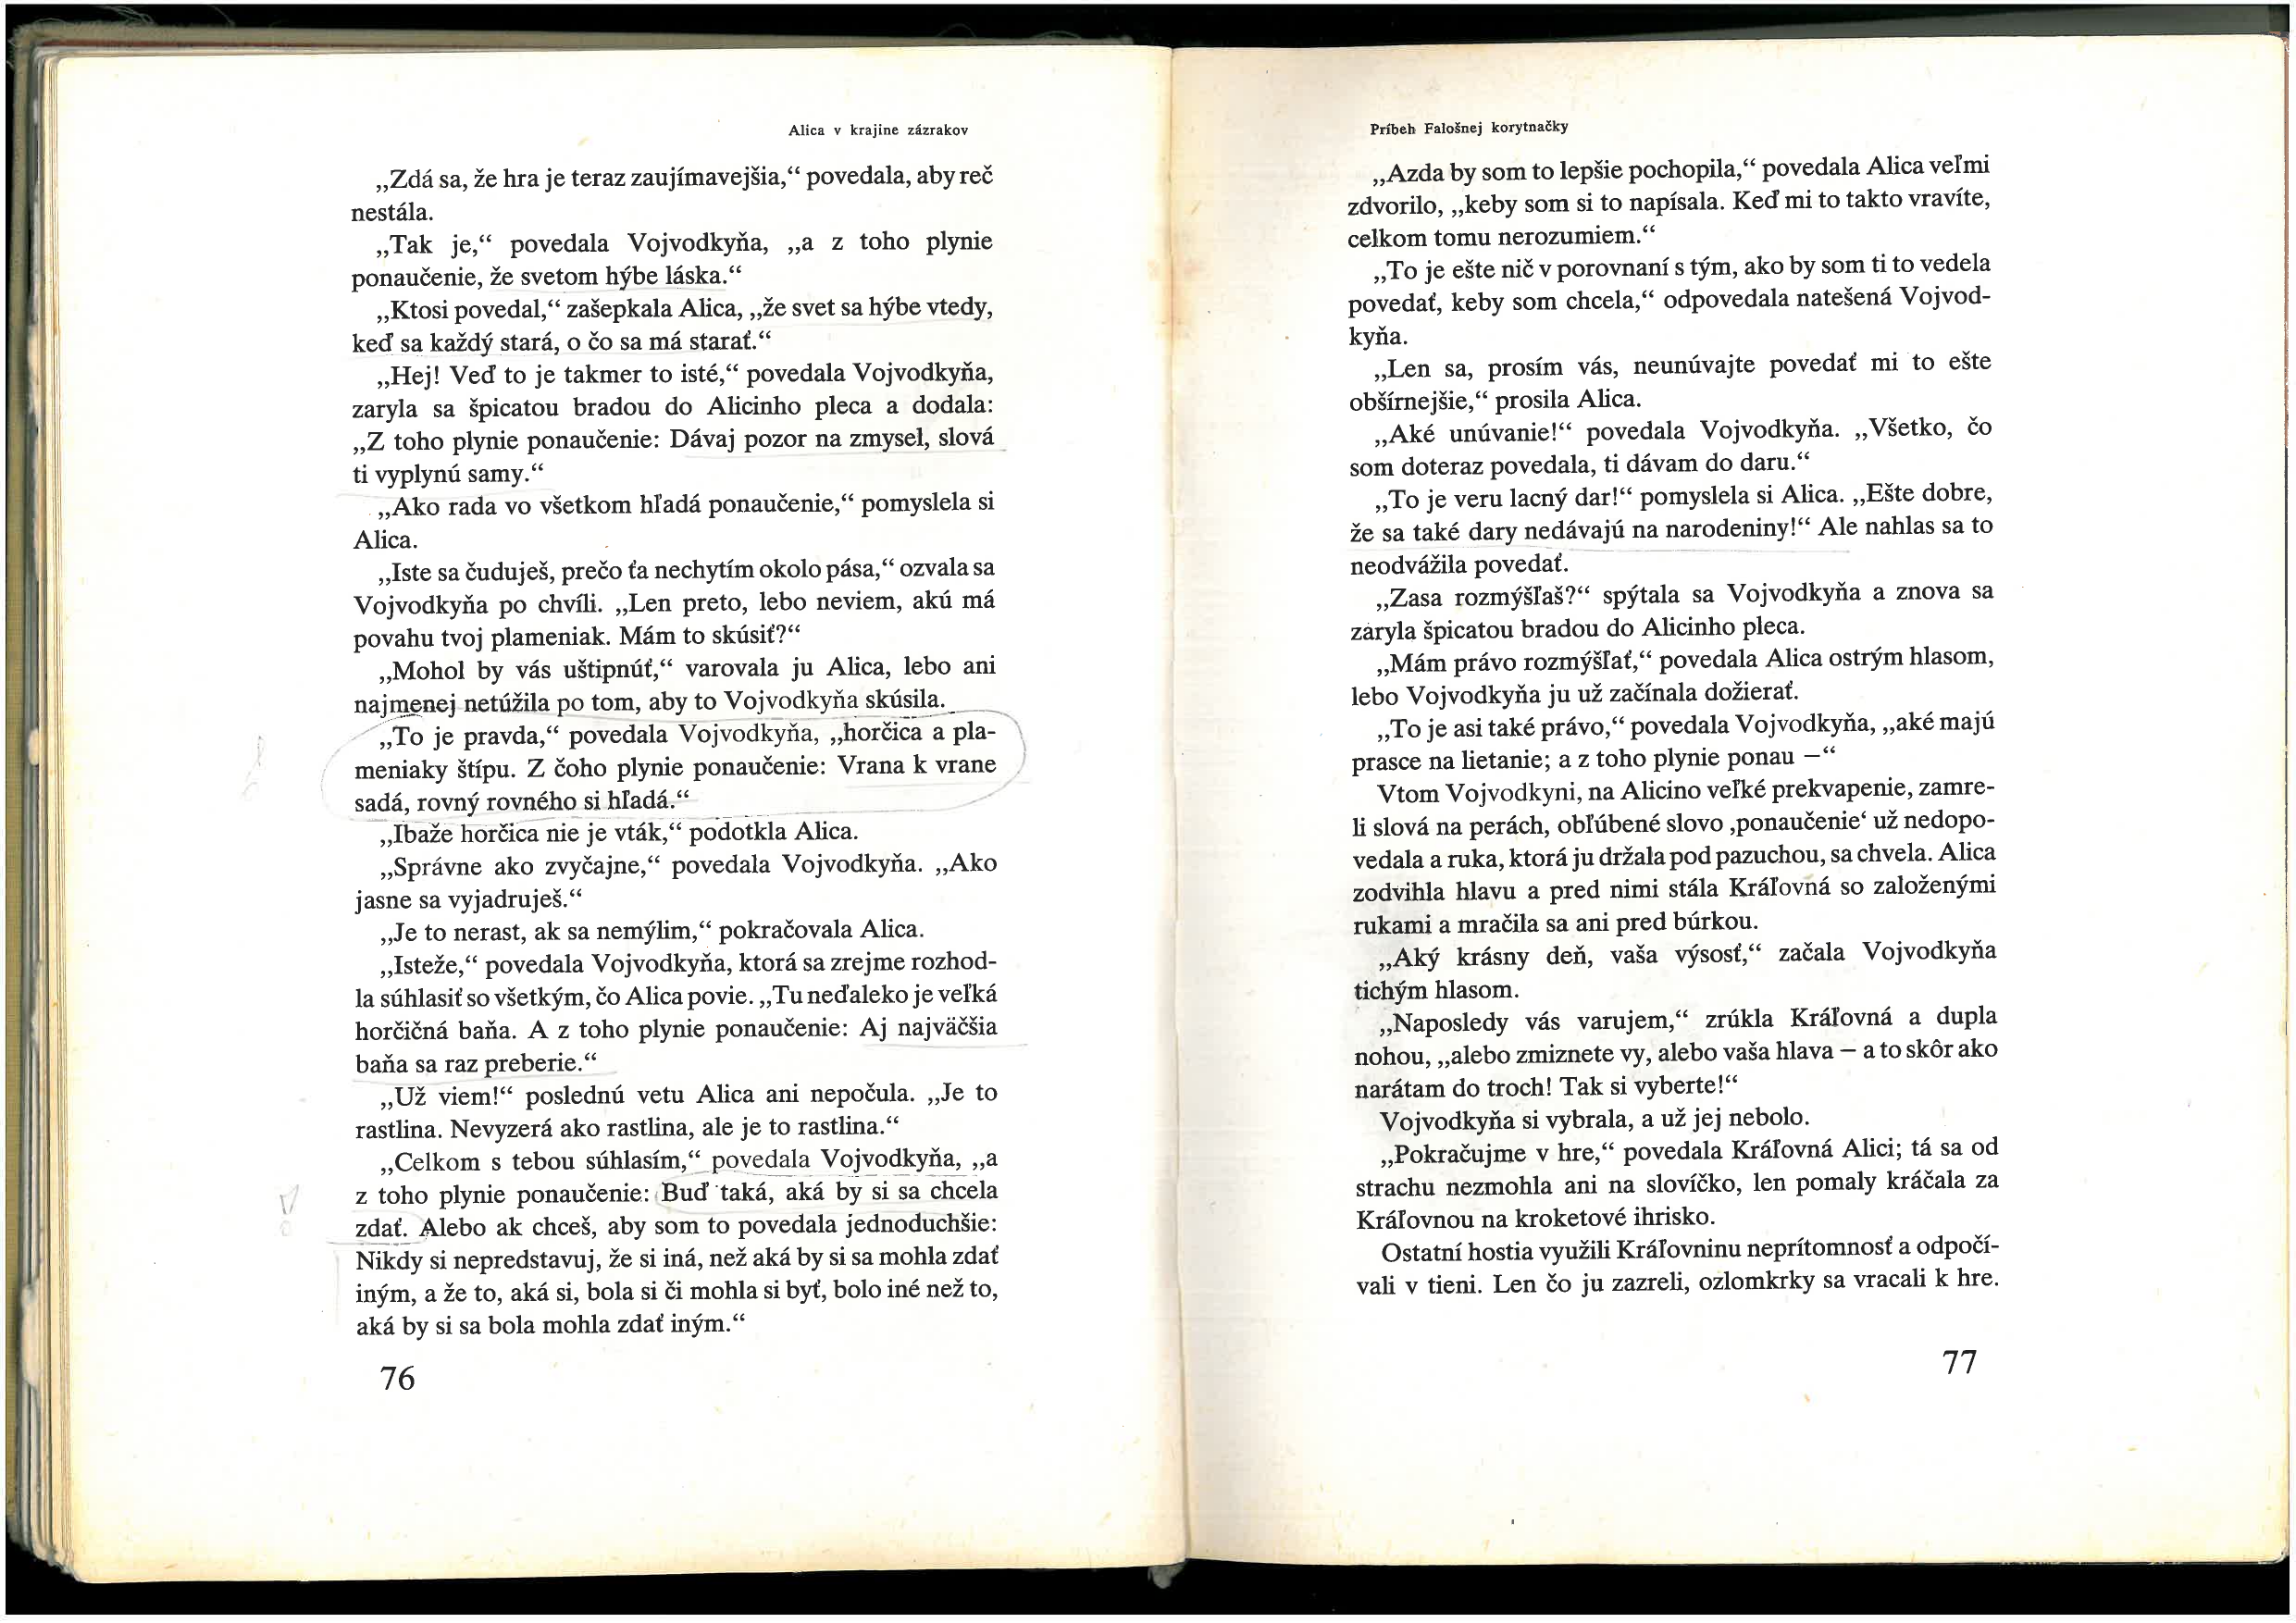 Alica v krajine zázrakov
„Zdá sa, že hra je teraz zaujímavejšia,“ povedala, aby reč
nestála.
„Tak je,“ povedala Vojvodkyňa, „a z toho plynie
ponaučenie, že svetom hýbe láska.“
„Ktosi povedal,“ zašepkala Alica, „že svet sa hýbe vtedy,
keď sa každý stará, o čo sa má starať.“
„Hej! Veď to je takmer to isté,“ povedala Vojvodkyňa,
zaryla sa špicatou bradou do Alicinho pleca a dodala:
„Z toho plynie ponaučenie: Dávaj pozor na zmysel, slová
ti vyplynú samy.“
„Ako rada vo všetkom hľadá ponaučenie,“ pomyslela si
Alica.
„Iste sa čuduješ, prečo ťa nechytím okolo pása,“ ozvala sa
Vojvodkyňa po chvíli. „Len preto, lebo neviem, akú má
povahu tvoj plameniak. Mám to skúsiť?“
„Mohol by vás uštipnúť,“ varovala ju Alica, lebo ani
najmenej netúžila po tom, aby to Vojvodkyňa skúsila.
„To je pravda,“ povedala Vojvodkyňa, „horčica a pla-
meniaky štípu. Z čoho plynie ponaučenie: Vrana k vrane
sadá, rovný rovného si hľadá.“
„Ibaže horčica nie je vták,“ podotkla Alica.
„Správne ako zvyčajne,“ povedala Vojvodkyňa. „Ako
jasne sa vyjadruješ.“
„Je to nerast, ak sa nemýlim,“ pokračovala Alica.
„Isteže,“ povedala Vojvodkyňa, ktorá sa zrejme rozhod-
la súhlasiť so všetkým, čo Alica povie. „Tu neďaleko je veľká
horčičná baňa. A z toho plynie ponaučenie: Aj najväčšia
baňa sa raz preberie.“
„Už viem!“ poslednú vetu Alica ani nepočula. „Je to
rastlina. Nevyzerá ako rastlina, ale je to rastlina.“
„Celkom s tebou súhlasím,“ povedala Vojvodkyňa, „a
z toho plynie ponaučenie: Buď taká, aká by si sa chcela
zdať. Alebo ak chceš, aby som to povedala jednoduchšie:
Nikdy si nepredstavuj, že si iná, než aká by si sa mohla zdať
iným, a že to, aká si, bola si či mohla si byť, bolo iné než to,
aká by si sa bola mohla zdať iným.“
76
Príbeh Falošnej korytnačky
„Azda by som to lepšie pochopila,“ povedala Alica veľmi
zdvorilo, „keby som si to napísala. Keď mi to takto vravíte,
celkom tomu nerozumiem.“
„To je ešte nič v porovnaní s tým, ako by som ti to vedela
povedať, keby som chcela,“ odpovedala natešená Vojvod-
kyňa.
„Len sa, prosím vás, neunúvajte povedať mi to ešte
obšírnejšie,“ prosila Alica.
„Aké unúvanie!“ povedala Vojvodkyňa. „Všetko, čo
som doteraz povedala, ti dávam do daru.“
„To je veru lacný dar!“ pomyslela si Alica. „Ešte dobre,
že sa také dary nedávajú na narodeniny!“ Ale nahlas sa to
neodvážila povedať.
„Zasa rozmýšľaš?“ spýtala sa Vojvodkyňa a znova sa
zaryla špicatou bradou do Alicinho pleca.
„Mám právo rozmýšľať,“ povedala Alica ostrým hlasom,
lebo Vojvodkyňa ju už začínala dožierať.
„To je asi také právo,“ povedala Vojvodkyňa, „aké majú
prasce na lietanie; a z toho plynie ponau —“
Vtom Vojvodkyni, na Alicino veľké prekvapenie, zamre-
li slová na perách, obľúbené slovo ‚ponaučenie‘ už nedopo-
vedala a ruka, ktorá ju držala pod pazuchou, sa chvela. Alica
zodvihla hlavu a pred nimi stála Kráľovná so založenými
rukami a mračila sa ani pred búrkou.
„Aký krásny deň, vaša výsosť,“ začala Vojvodkyňa
tichým hlasom.
„Naposledy vás varujem,“ zrúkla Kráľovná a dupla
nohou, „alebo zmiznete vy, alebo vaša hlava — a to skôr ako
narátam do troch! Tak si vyberte!“
Vojvodkyňa si vybrala, a už jej nebolo.
„Pokračujme v hre,“ povedala Kráľovná Alici; tá sa od
strachu nezmohla ani na slovíčko, len pomaly kráčala za
Kráľovnou na kroketové ihrisko.
Ostatní hostia využili Kráľovninu neprítomnosť a odpočí-
vali v tieni. Len čo ju zazreli, ozlomkrky sa vracali k hre.
77